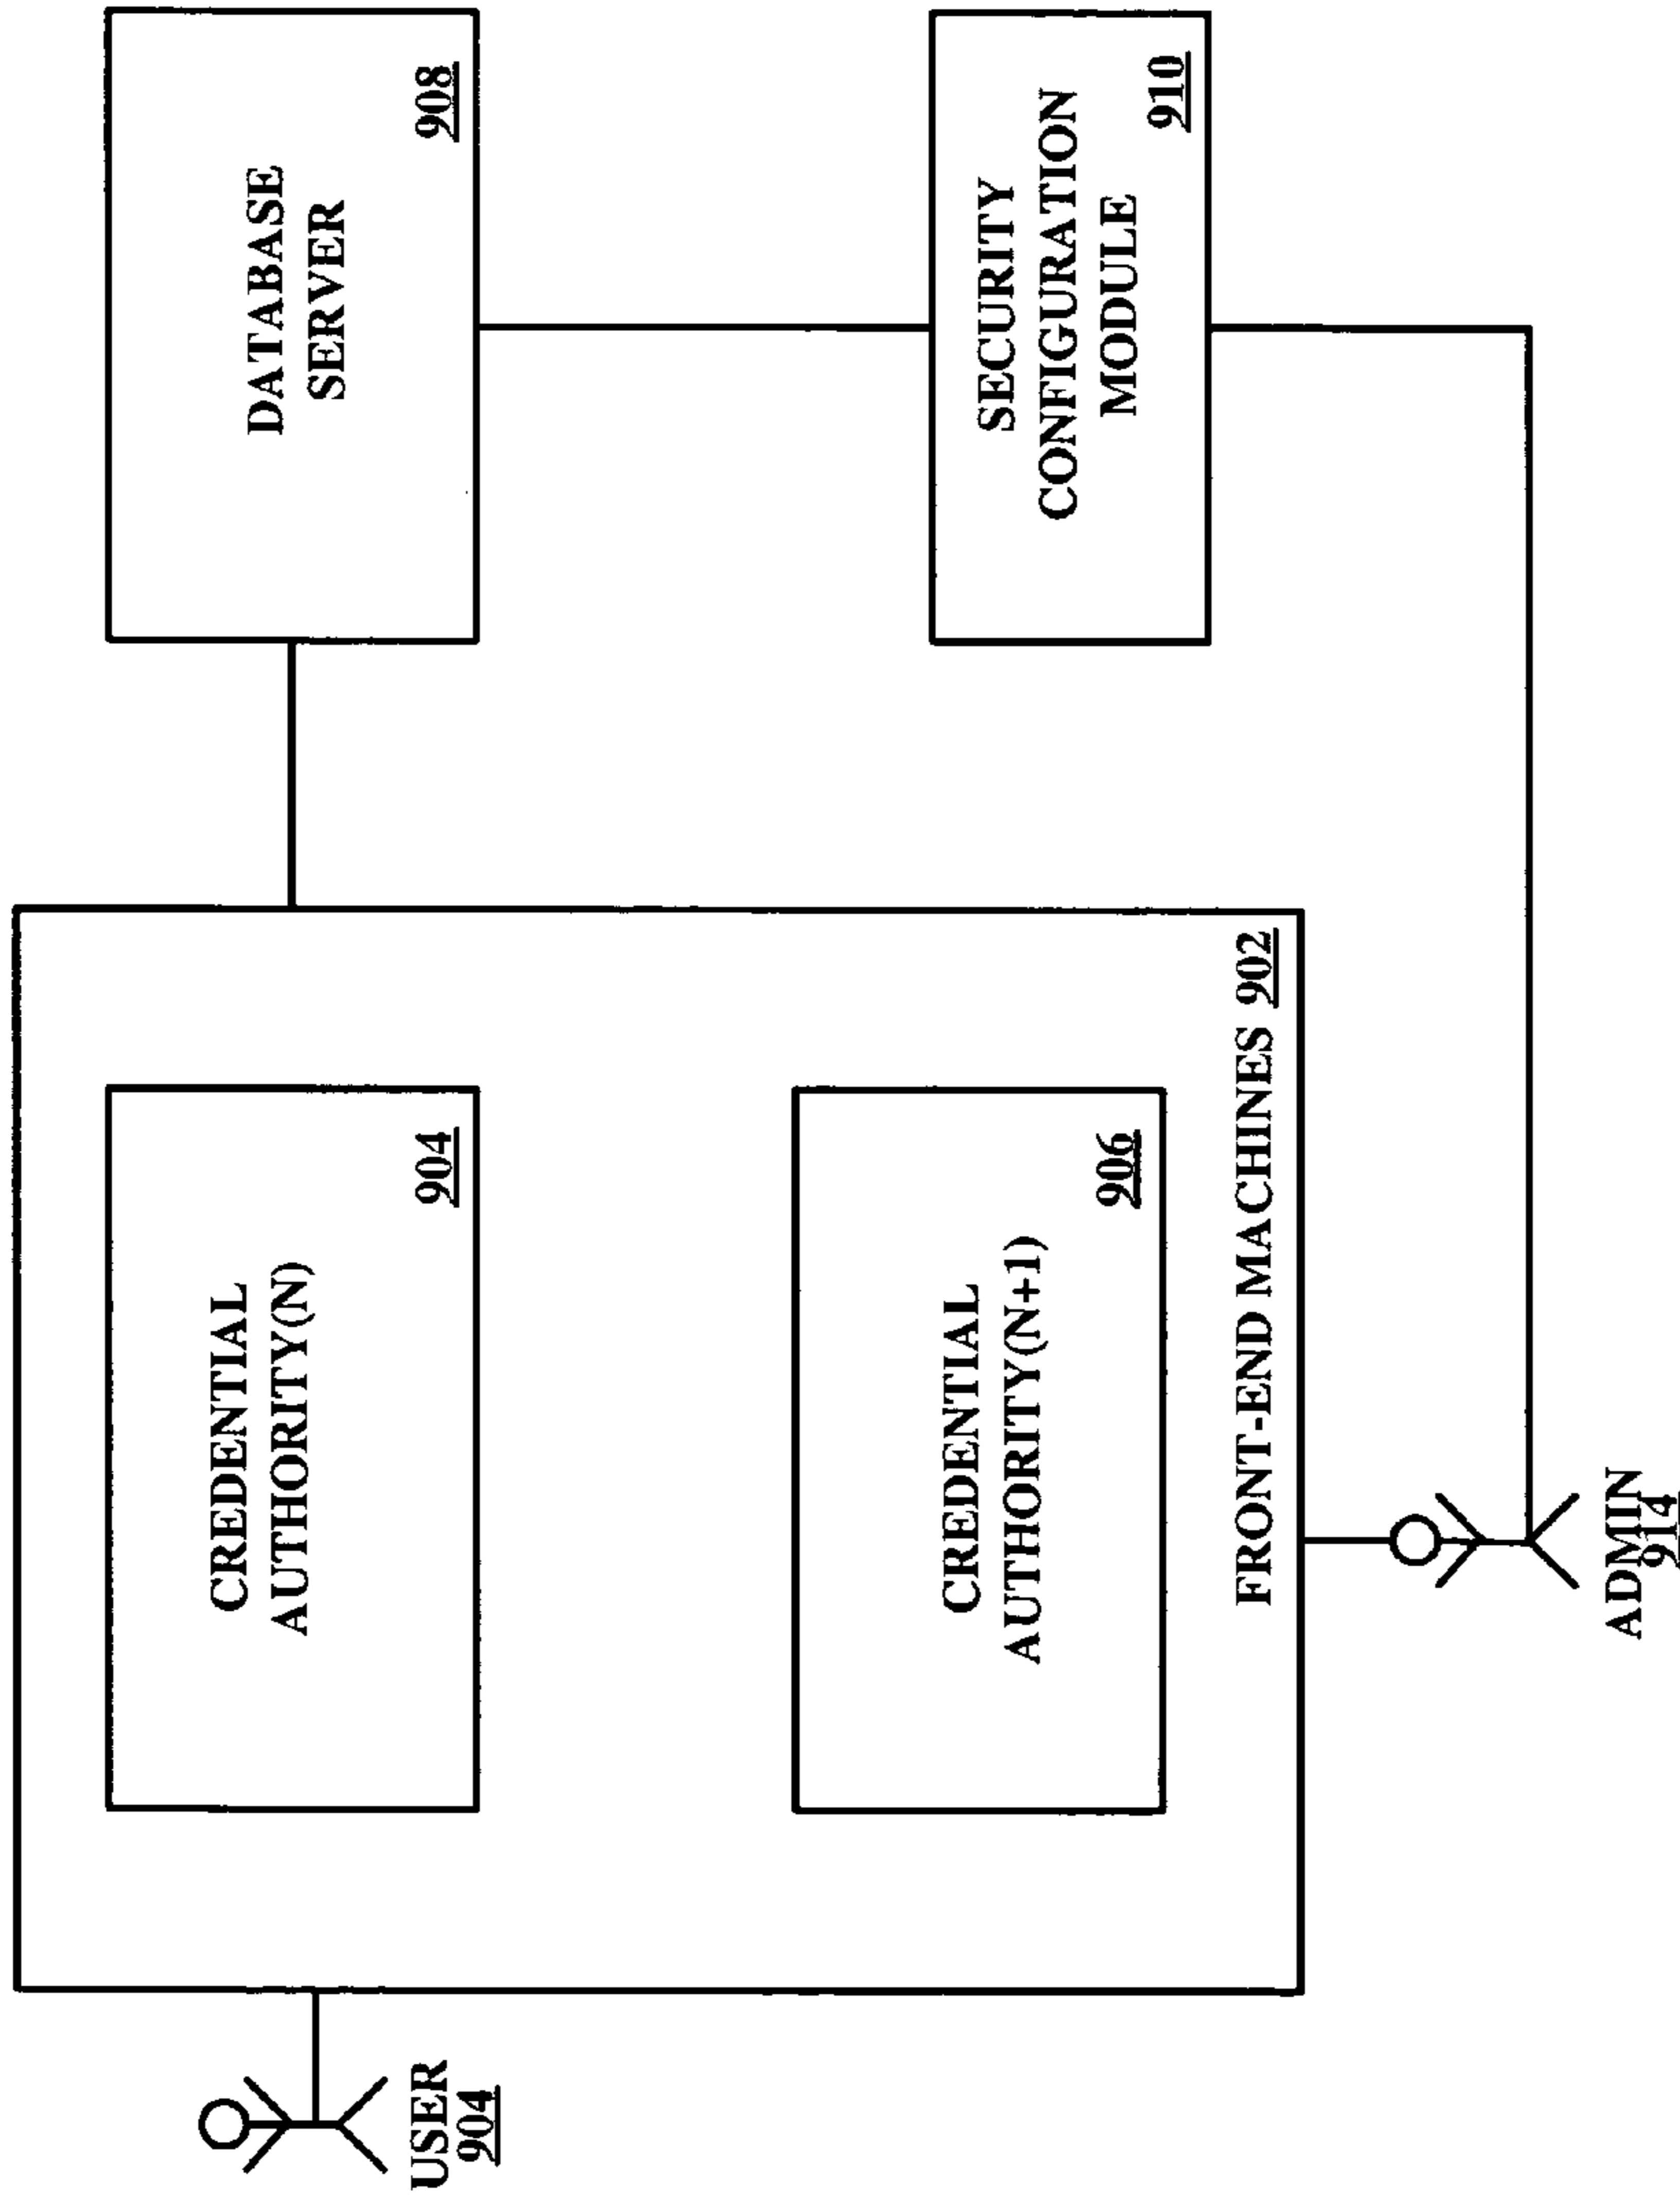 CREDENTIAL
AUTHORITY(N)
904
DATABASE
SERVER
908
USER
904
CREDENTIAL
AUTHORITY(N+1)
906
SECURITY
CONFIGURATION
MODULE
910
FRONT-END MACHINES 902
ADMIN
914